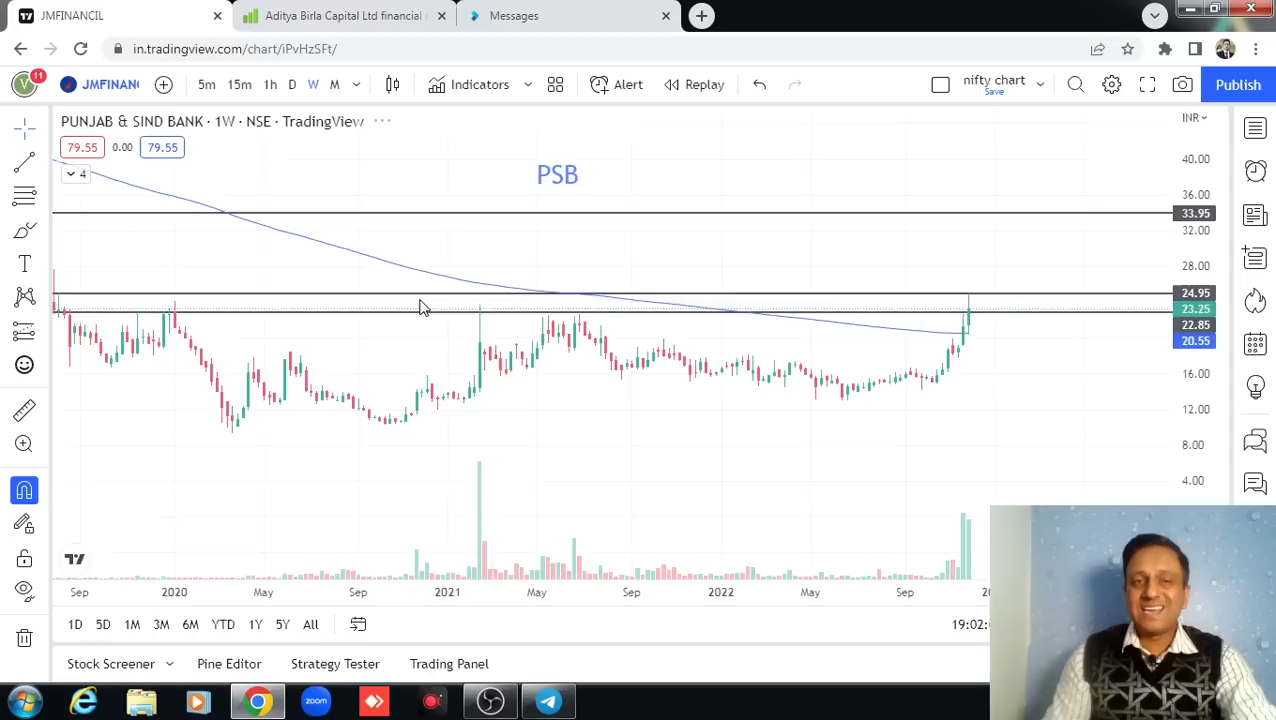 JMFINANCIL
Aditya Birla Capital Ltd financial
Messages
in.tradingview.com/chart/iPvHzSFt/
V
11
JMFINANC
5m 15m 1h D W M
Indicators
Alert
Replay
nifty chart
Save
Publish
PUNJAB & SIND BANK · 1W · NSE · TradingView
INR
79.55 0.00 79.55
4
PSB
40.00
36.00
33.95
32.00
28.00
24.95
23.25
22.85
20.55
16.00
12.00
8.00
4.00
Sep 2020 May Sep 2021 May Sep 2022 May Sep
1D 5D 1M 3M 6M YTD 1Y 5Y All
19:02:
Stock Screener Pine Editor Strategy Tester Trading Panel
zoom